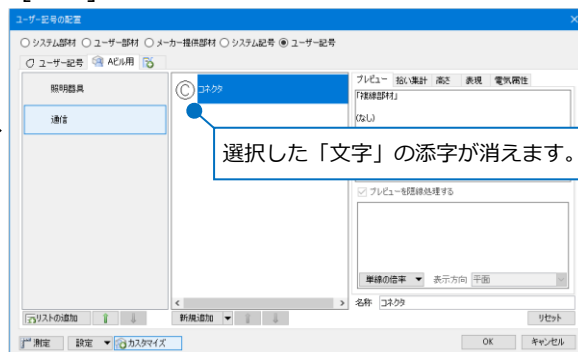 ユーザー記号の配置
システム部材 ユーザー部材 メーカー提供部材 システム記号 ユーザー記号
ユーザー記号 AEビル用
プレビュー 拾い集計 高さ 表現 電気属性
照明器具
通信
C コネクタ
「複線部材」
(なし)
選択した「文字」の添字が消えます。
プレビューを隠線処理する
単線の倍率 表示方向 平面
名称 コネクタ
リストの追加 新規追加 リセット
測定 設定 カスタマイズ OK キャンセル